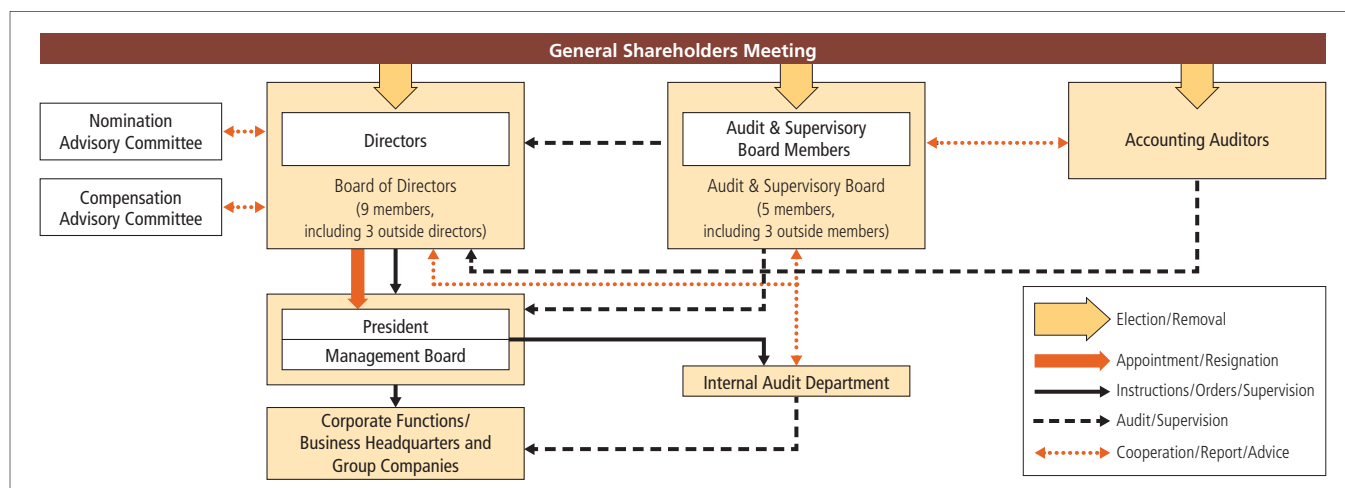 General Shareholders Meeting
Nomination
Advisory Committee
Compensation
Advisory Committee
Directors
Board of Directors
(9 members,
including 3 outside directors)
Audit & Supervisory
Board Members
Audit & Supervisory Board
(5 members,
including 3 outside members)
Accounting Auditors
President
Management Board
Internal Audit Department
Corporate Functions/
Business Headquarters and
Group Companies
Election/Removal
Appointment/Resignation
Instructions/Orders/Supervision
Audit/Supervision
Cooperation/Report/Advice